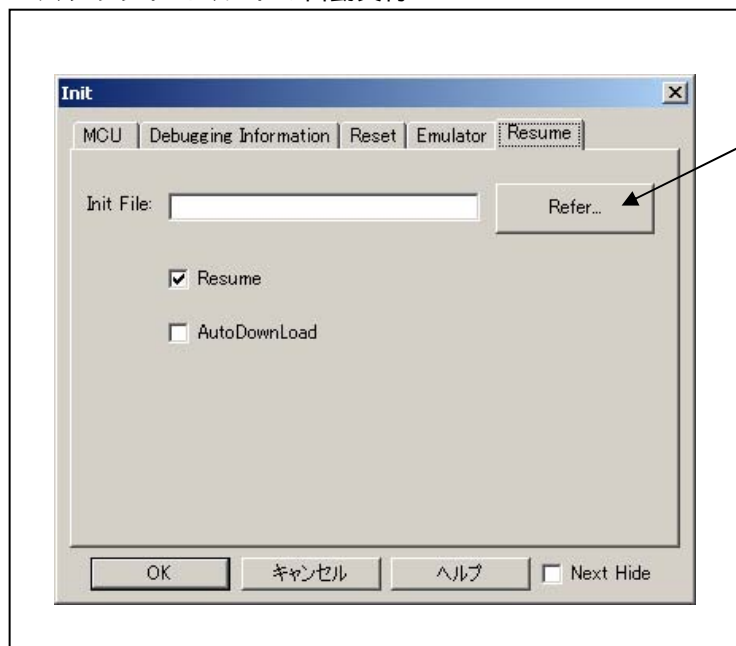 Init
MCU Debugging Information Reset Emulator Resume
Init File: Refer...
Resume
AutoDownLoad
OK キャンセル ヘルプ Next Hide